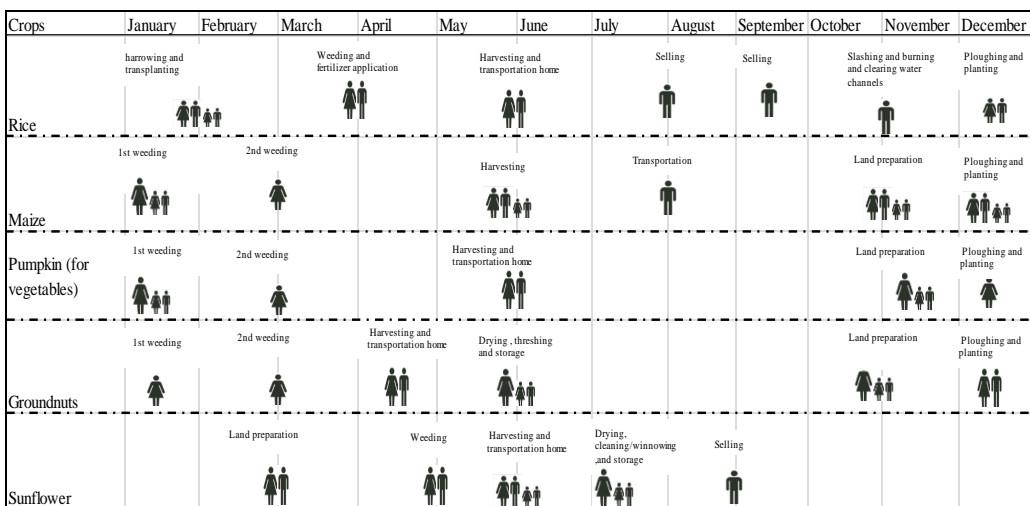 Crops January February March April May June July August September October November December
harrowing and
transplanting
Weeding and
fertilizer application
Harvesting and
transportation home
Selling
Selling
Slashing and burning
and clearing water
channels
Ploughing and
planting
Rice
1st weeding
2nd weeding
Harvesting
Transportation
Land preparation
Ploughing and
planting
Maize
1st weeding
2nd weeding
Harvesting and
transportation home
Land preparation
Ploughing and
planting
Pumpkin (for
vegetables)
1st weeding
2nd weeding
Harvesting and
transportation home
Drying , threshing
and storage
Land preparation
Ploughing and
planting
Groundnuts
Land preparation
Weeding
Harvesting and
transportation home
Drying,
cleaning/winnowing
,and storage
Selling
Sunflower